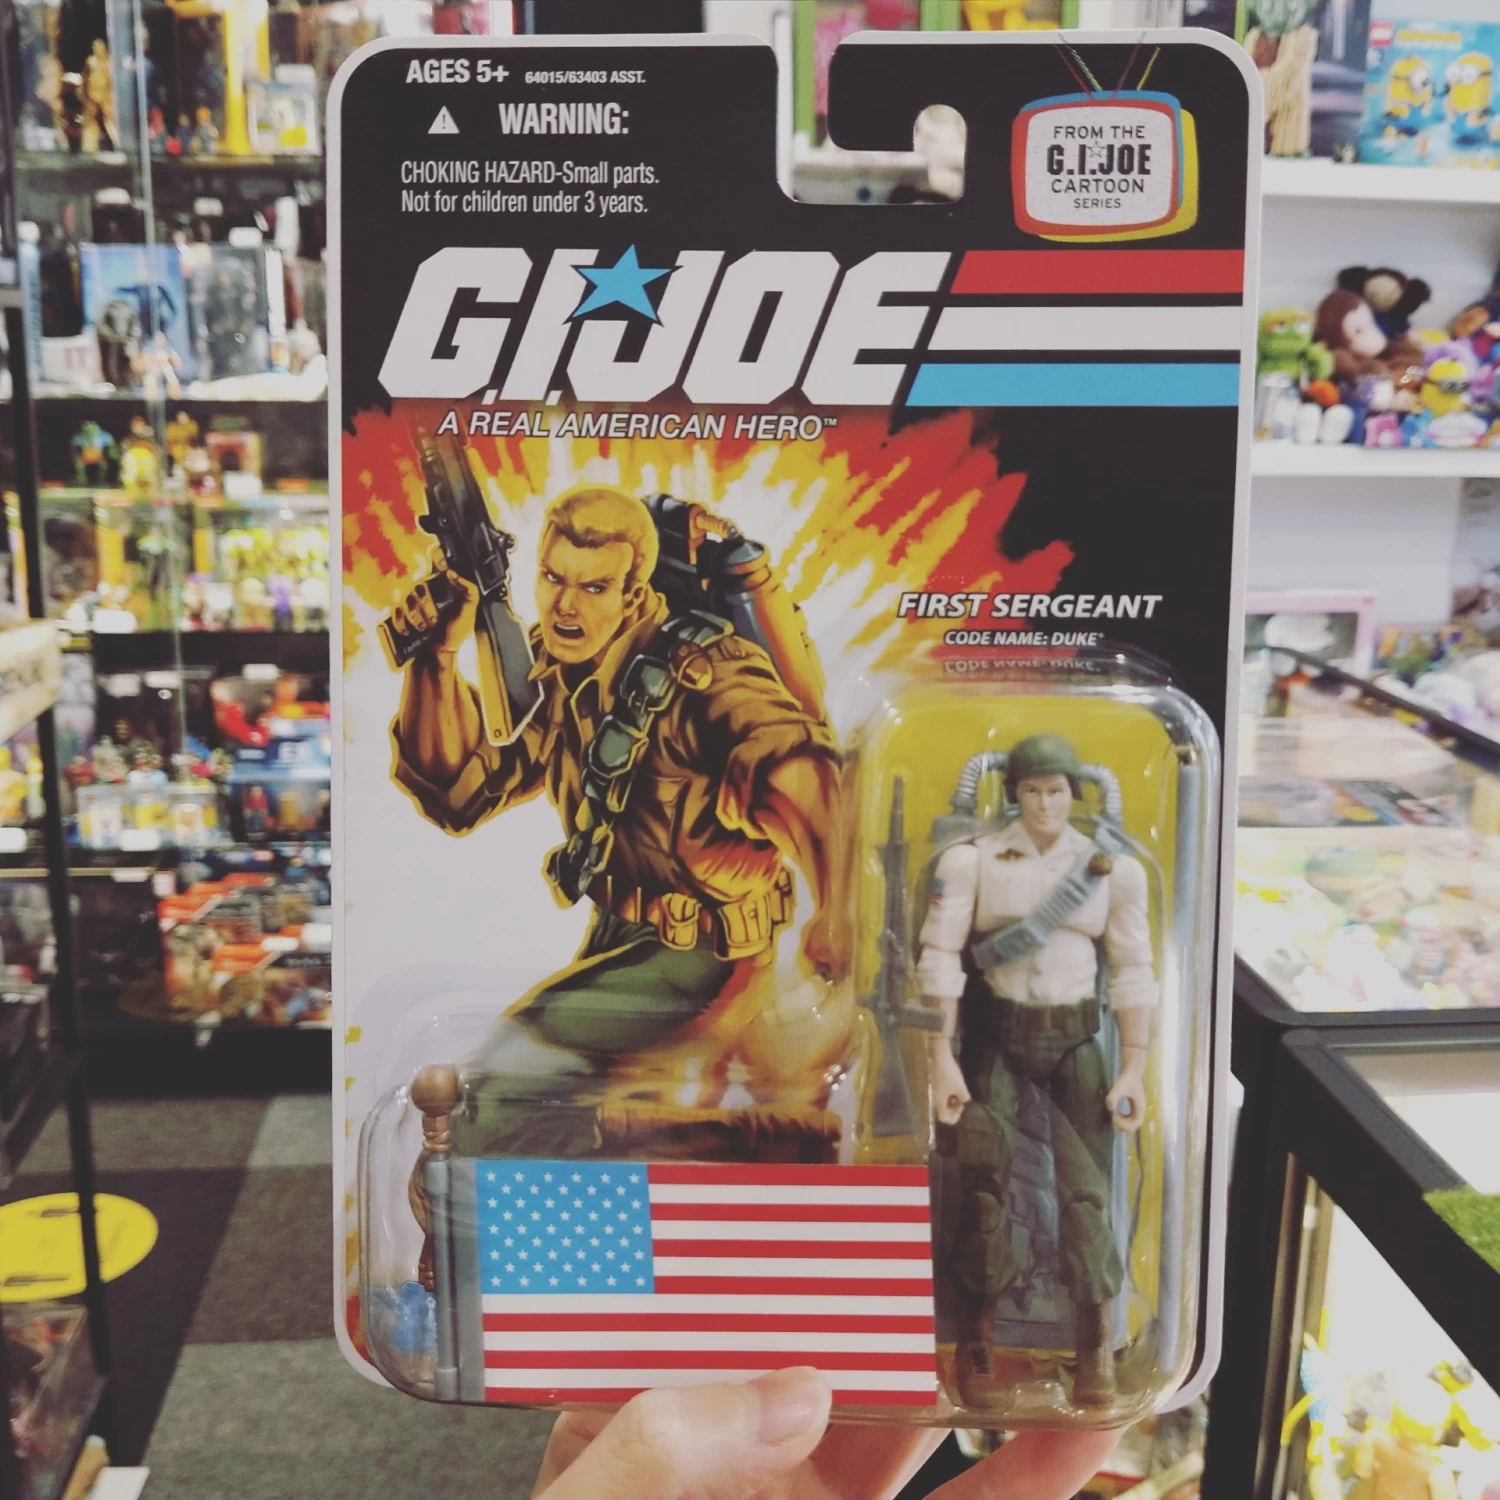 AGES 5+ 64015/63403 ASST.
WARNING:
CHOKING HAZARD-Small parts.
Not for children under 3 years.
FROM THE
G.I.JOE
CARTOON
SERIES
G.I.JOE
A REAL AMERICAN HERO™
FIRST SERGEANT
CODE NAME: DUKE®